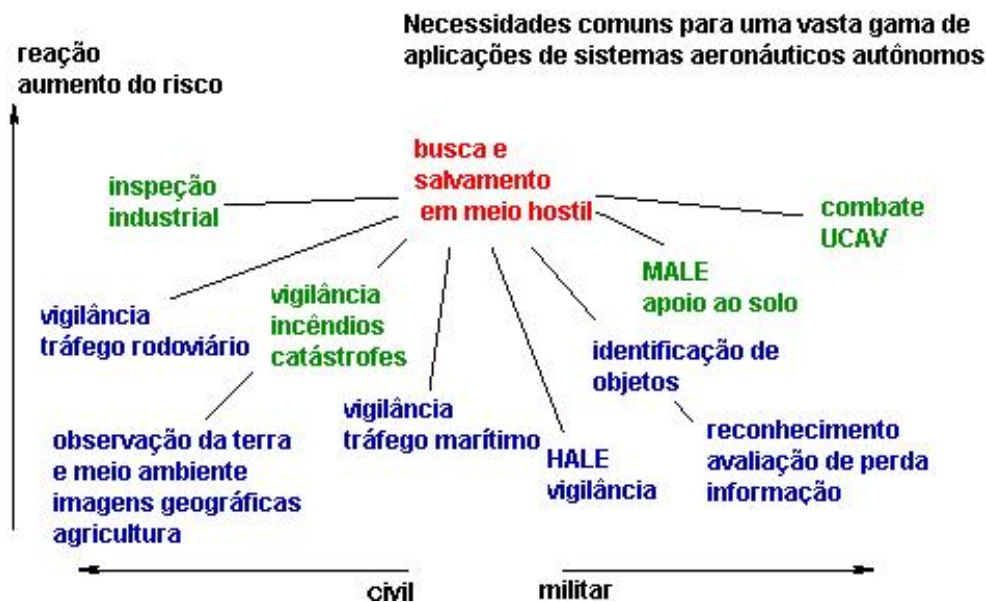 Necessidades comuns para uma vasta gama de
aplicações de sistemas aeronáuticos autônomos
reação
aumento do risco
busca e
salvamento
em meio hostil
inspeção
industrial
combate
UCAV
MALE
apoio ao solo
vigilância
incêndios
catástrofes
vigilância
tráfego rodoviário
identificação de
objetos
vigilância
tráfego marítimo
reconhecimento
avaliação de perda
informação
observação da terra
e meio ambiente
imagens geográficas
agricultura
HALE
vigilância
civil
militar